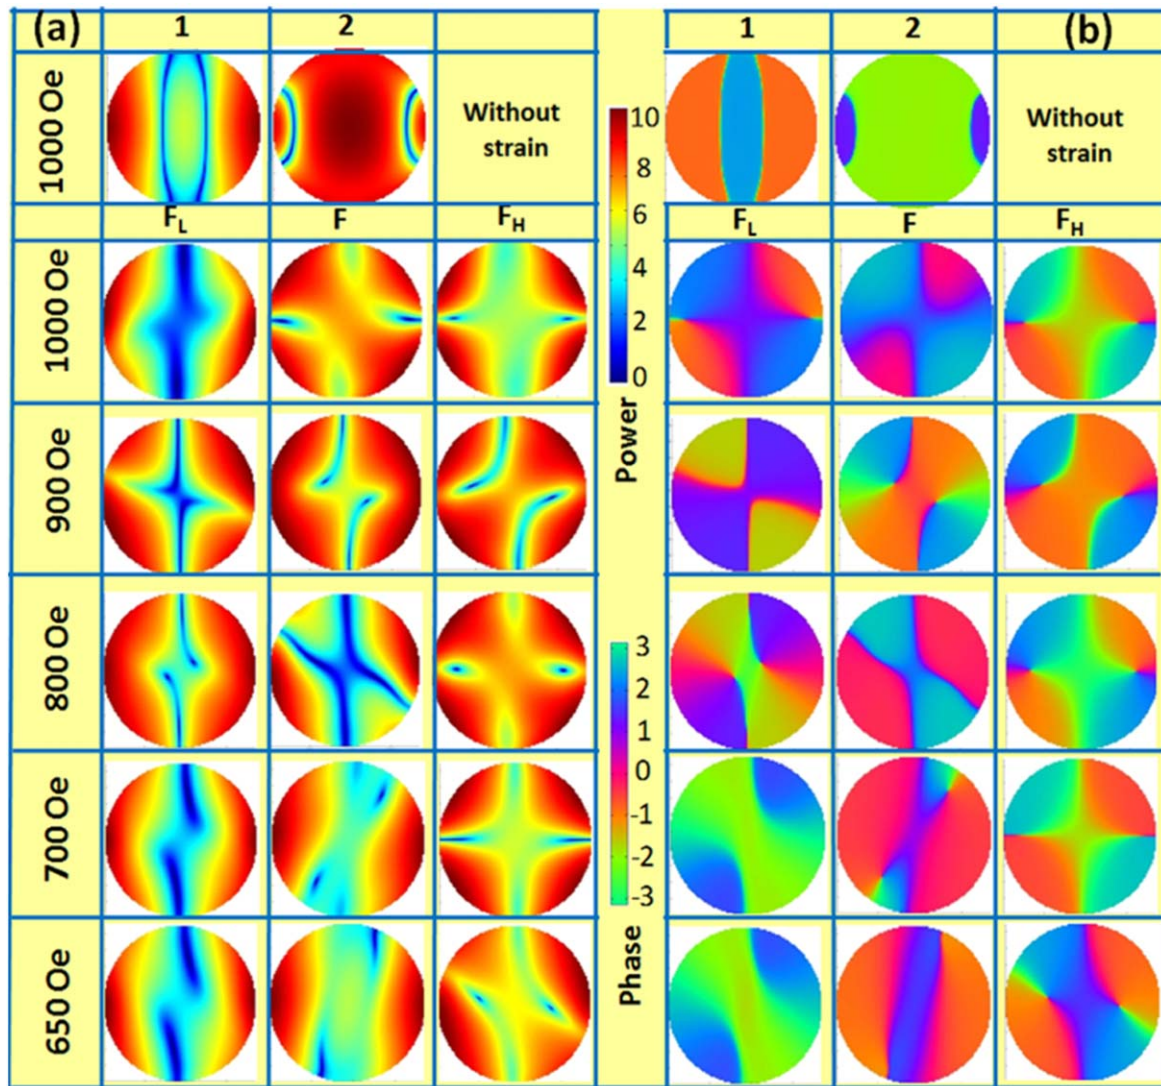 (a) 1 2 1 2 (b)
1000 Oe Without strain Without strain
F_L F F_H F_L F F_H
1000 Oe
10
8
6
4
2
0
Power
900 Oe
800 Oe
3
2
1
0
-1
-2
-3
Phase
700 Oe
650 Oe